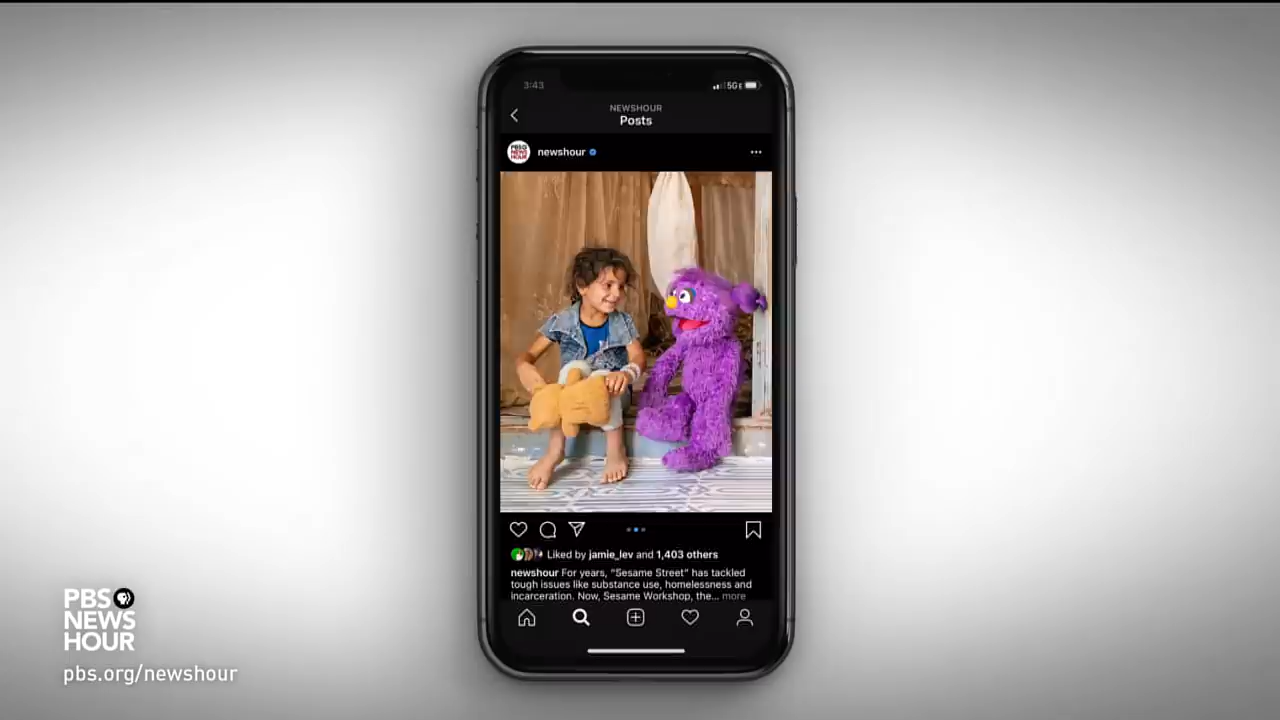 3:43
5GE
NEWSHOUR
Posts
PBS
NEWS
HOUR
newshour
Liked by jamie_lev and 1,403 others
newshour For years, "Sesame Street" has tackled
tough issues like substance use, homelessness and
incarceration. Now, Sesame Workshop, the... more
PBS
NEWS
HOUR
pbs.org/newshour